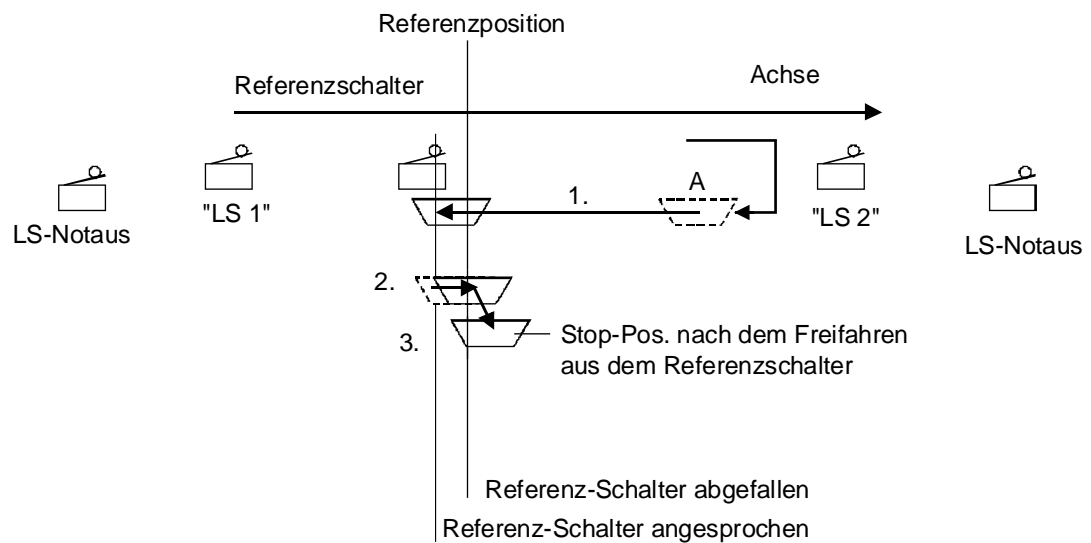 Referenzposition
Referenzschalter
Achse
"LS 1"
1.
A
"LS 2"
LS-Notaus
LS-Notaus
2.
3.
Stop-Pos. nach dem Freifahren
aus dem Referenzschalter
Referenz-Schalter abgefallen
Referenz-Schalter angesprochen